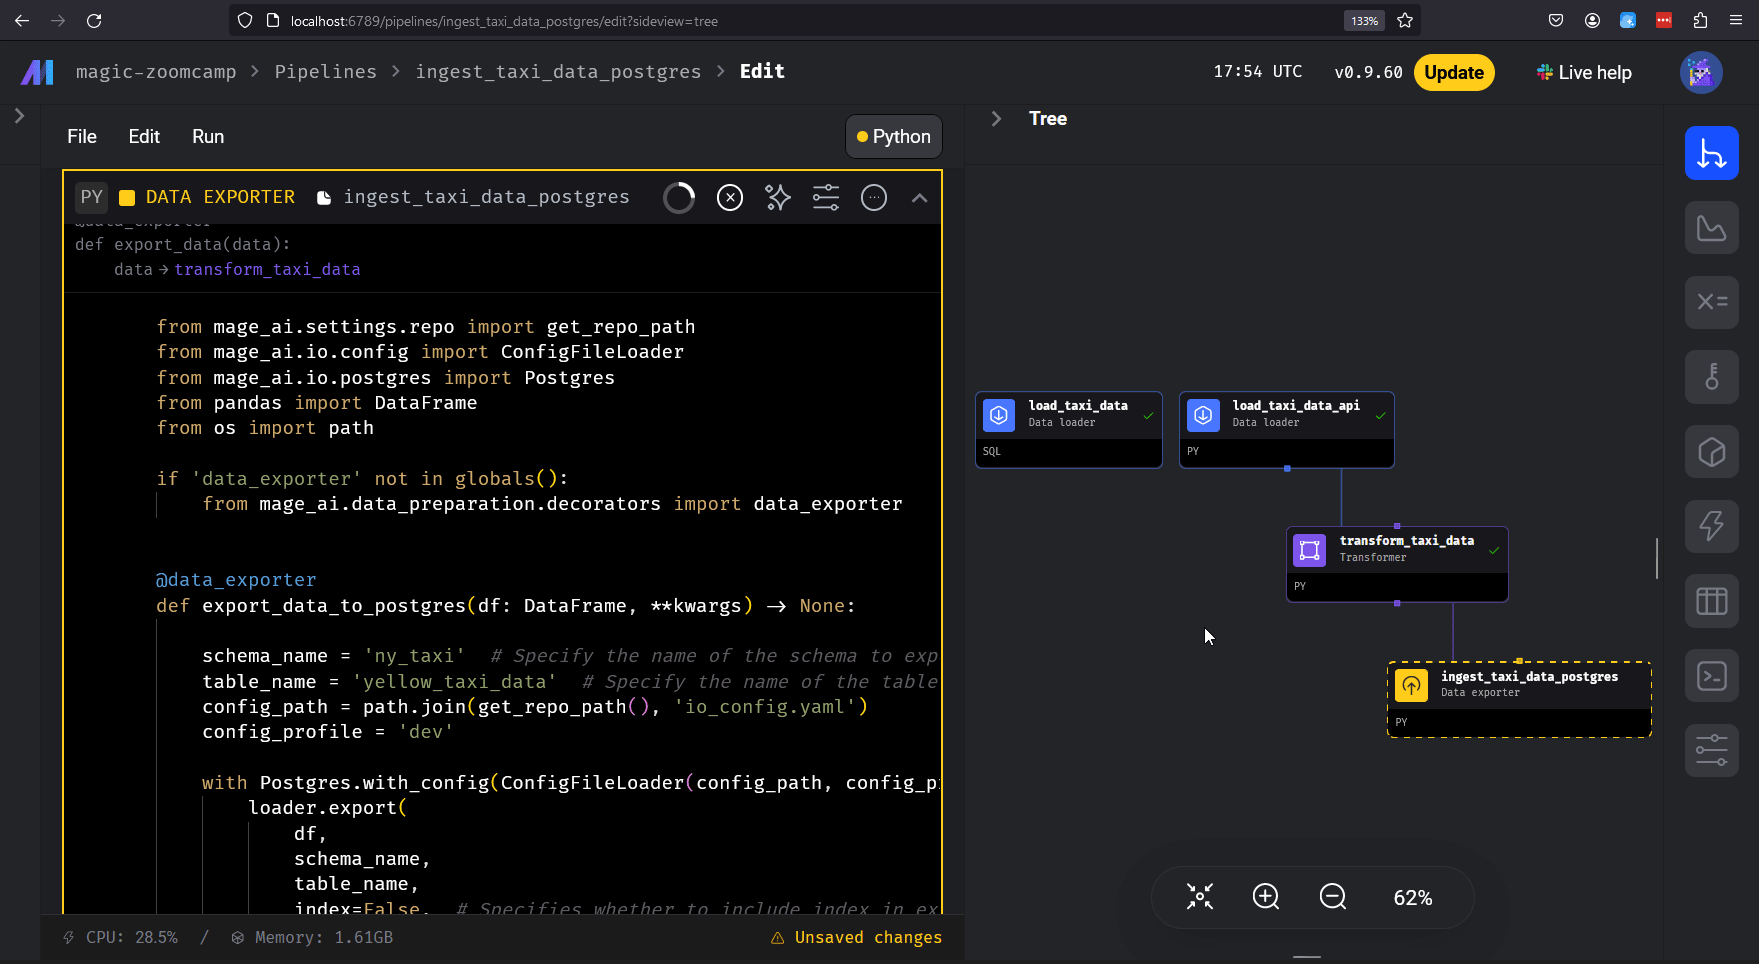 localhost:6789/pipelines/ingest_taxi_data_postgres/edit?sideview=tree
133%
magic-zoomcamp > Pipelines > ingest_taxi_data_postgres > Edit
17:54 UTC
v0.9.60
Update
Live help
File
Edit
Run
Python
Tree
PY
DATA EXPORTER
ingest_taxi_data_postgres
@data_exporter
def export_data(data):
data → transform_taxi_data
from mage_ai.settings.repo import get_repo_path
from mage_ai.io.config import ConfigFileLoader
from mage_ai.io.postgres import Postgres
from pandas import DataFrame
from os import path
if 'data_exporter' not in globals():
from mage_ai.data_preparation.decorators import data_exporter
@data_exporter
def export_data_to_postgres(df: DataFrame, **kwargs) -> None:
schema_name = 'ny_taxi'  # Specify the name of the schema to exp
table_name = 'yellow_taxi_data'  # Specify the name of the table
config_path = path.join(get_repo_path(), 'io_config.yaml')
config_profile = 'dev'
with Postgres.with_config(ConfigFileLoader(config_path, config_p
loader.export(
df,
schema_name,
table_name,
index=False,  # Specifies whether to include index in ex
CPU: 28.5% / Memory: 1.61GB
Unsaved changes
load_taxi_data
Data loader
SQL
load_taxi_data_api
Data loader
PY
transform_taxi_data
Transformer
PY
ingest_taxi_data_postgres
Data exporter
PY
62%